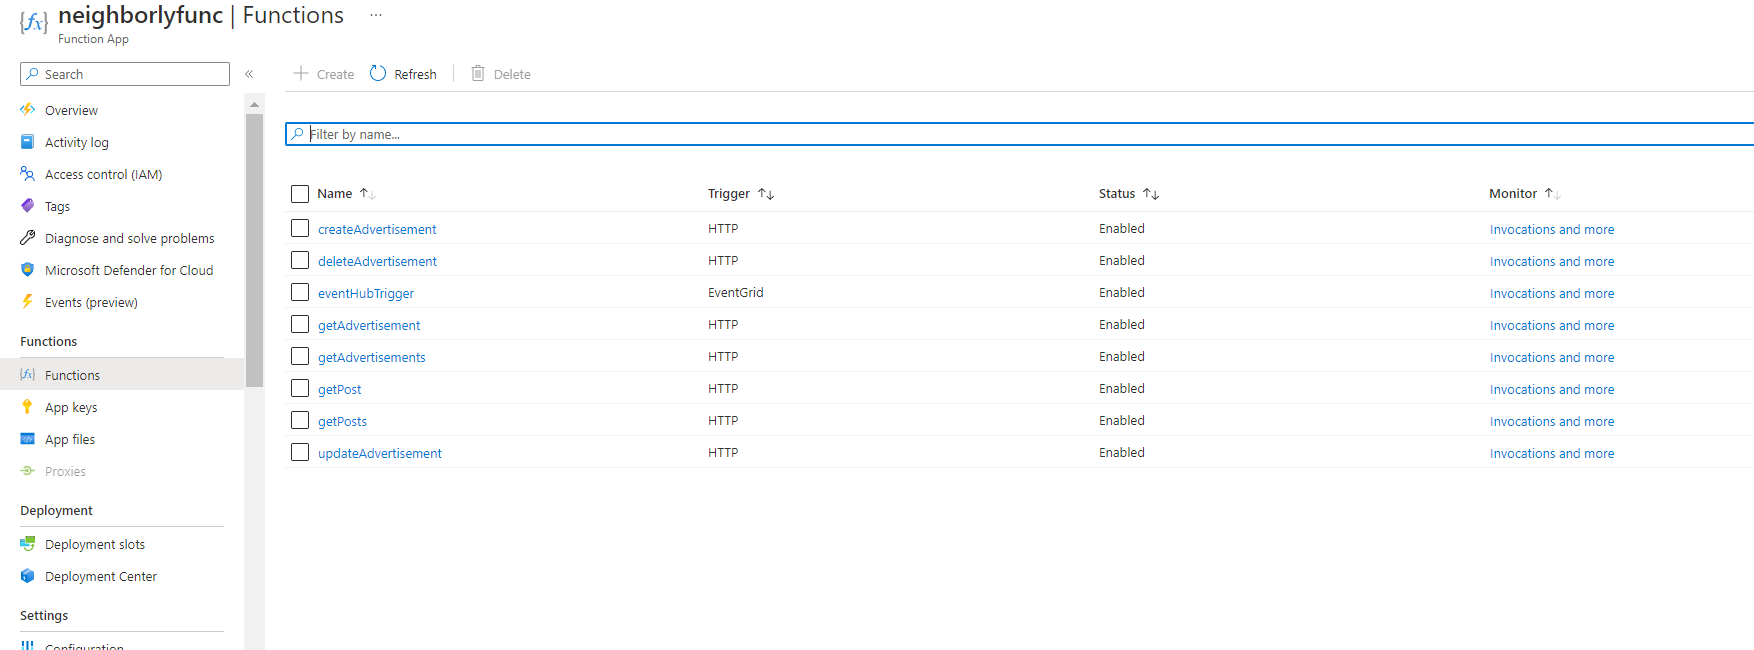 neighborlyfunc | Functions ...
Function App
Search
«
Create Refresh Delete
Overview
Activity log
Access control (IAM)
Tags
Diagnose and solve problems
Microsoft Defender for Cloud
Events (preview)
Functions
Functions
App keys
App files
Proxies
Deployment
Deployment slots
Deployment Center
Settings
Configuration
Filter by name...
Name Trigger Status Monitor
createAdvertisement HTTP Enabled Invocations and more
deleteAdvertisement HTTP Enabled Invocations and more
eventHubTrigger EventGrid Enabled Invocations and more
getAdvertisement HTTP Enabled Invocations and more
getAdvertisements HTTP Enabled Invocations and more
getPost HTTP Enabled Invocations and more
getPosts HTTP Enabled Invocations and more
updateAdvertisement HTTP Enabled Invocations and more